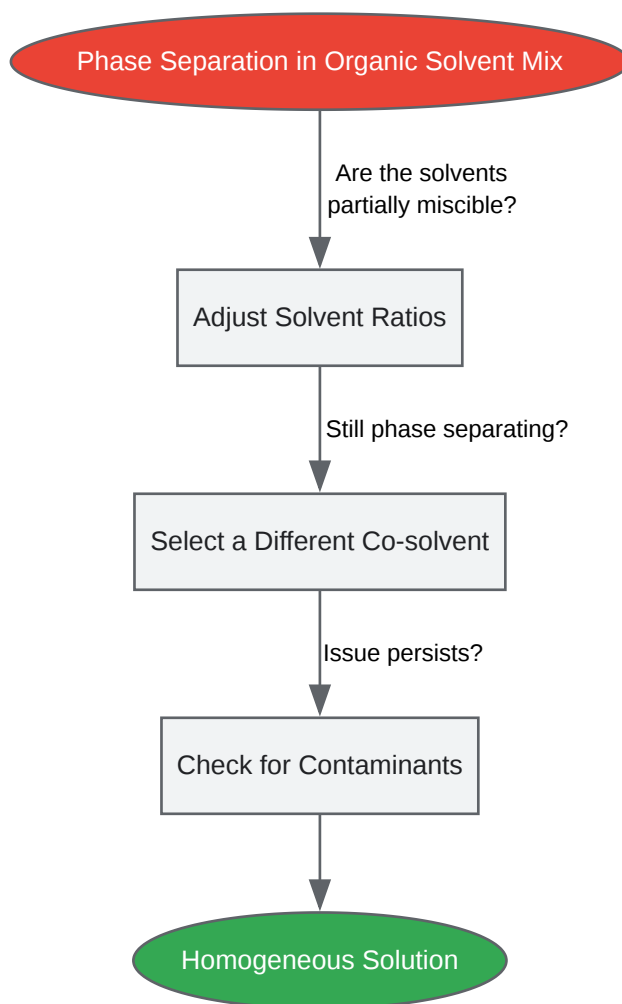 Phase Separation in Organic Solvent Mix
Are the solvents
partially miscible?
Adjust Solvent Ratios
Still phase separating?
Select a Different Co-solvent
Issue persists?
Check for Contaminants
Homogeneous Solution